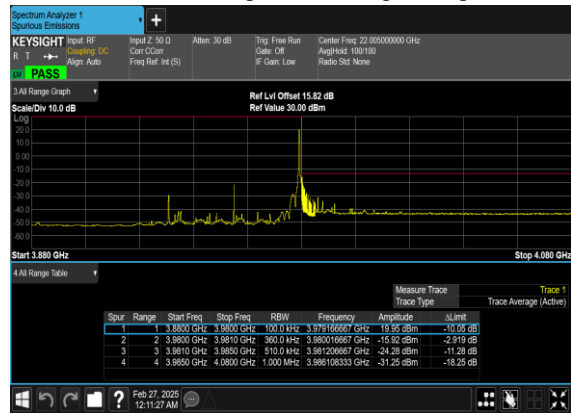 Spectrum Analyzer 1
Spurious Emissions
+
KEYSIGHT Input: RF Input Z: 50 Ω Atten: 30 dB Trig: Free Run Center Freq: 22.005000000 GHz
R T Coupling: DC Corr CCorr Gate: Off Avg|Hold: 100/100
Align: Auto Freq Ref: Int (S) IF Gain: Low Radio Std: None
PASS
3 All Range Graph
Ref Lvl Offset 15.82 dB
Scale/Div 10.0 dB Ref Value 30.00 dBm
Log
20.0
10.0
0.00
-10.0
-20.0
-30.0
-40.0
-50.0
-60.0
Start 3.880 GHz Stop 4.080 GHz
4 All Range Table
Measure Trace Trace 1
Trace Type Trace Average (Active)
Spur Range Start Freq Stop Freq RBW Frequency Amplitude ΔLimit
1 1 3.8800 GHz 3.9800 GHz 100.0 kHz 3.979166667 GHz 19.95 dBm -10.05 dB
2 2 3.9800 GHz 3.9810 GHz 360.0 kHz 3.980016667 GHz -15.92 dBm -2.919 dB
3 3 3.9810 GHz 3.9850 GHz 510.0 kHz 3.981206667 GHz -24.28 dBm -11.28 dB
4 4 3.9850 GHz 4.0800 GHz 1.000 MHz 3.986108333 GHz -31.25 dBm -18.25 dB
?
Feb 27, 2025
12:11:27 AM